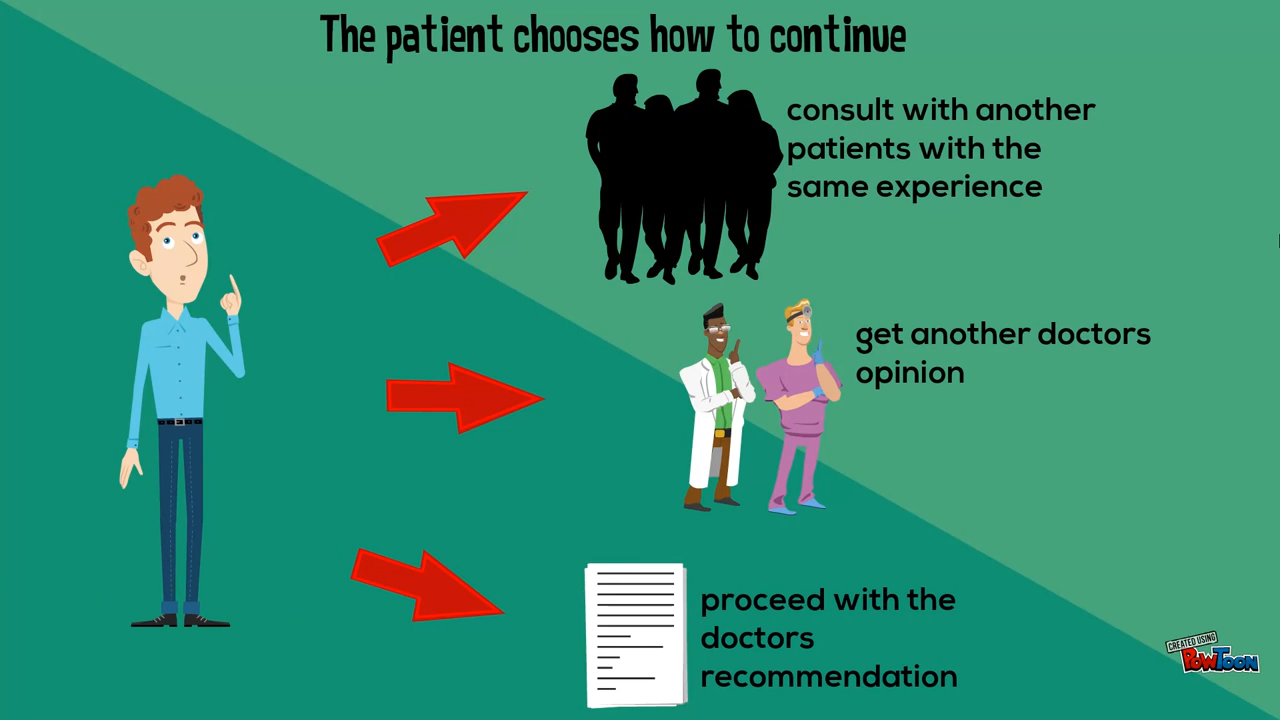 The patient chooses how to continue
consult with another
patients with the
same experience
get another doctors
opinion
proceed with the
doctors
recommendation
CREATED USING
POWTOON